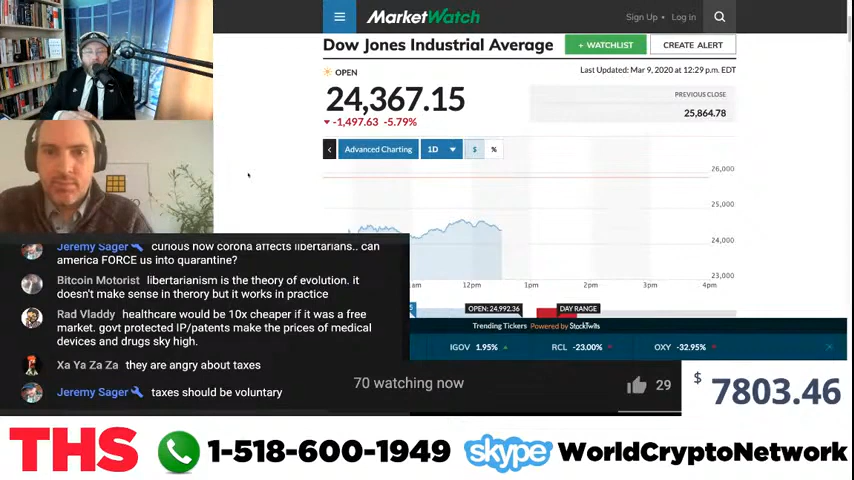 MarketWatch
Sign Up • Log In
Dow Jones Industrial Average
+ WATCHLIST
CREATE ALERT
OPEN
Last Updated: Mar 9, 2020 at 12:29 p.m. EDT
24,367.15
PREVIOUS CLOSE
-1,497.63 -5.79%
25,864.78
Advanced Charting
1D
$
%
26,000
25,000
24,000
23,000
am
12pm
1pm
2pm
3pm
4pm
OPEN: 24,992.36
DAY RANGE
Trending Tickers Powered by StockTwits
IGOV 1.95%
RCL -23.00%
OXY -32.95%
Jeremy Sager curious how corona affects libertarians.. can
america FORCE us into quarantine?
Bitcoin Motorist libertarianism is the theory of evolution. it
doesn't make sense in therory but it works in practice
Rad Vladdy healthcare would be 10x cheaper if it was a free
market. govt protected IP/patents make the prices of medical
devices and drugs sky high.
Xa Ya Za Za they are angry about taxes
Jeremy Sager taxes should be voluntary
70 watching now
29
$ 7803.46
THS
1-518-600-1949
skype
WorldCryptoNetwork